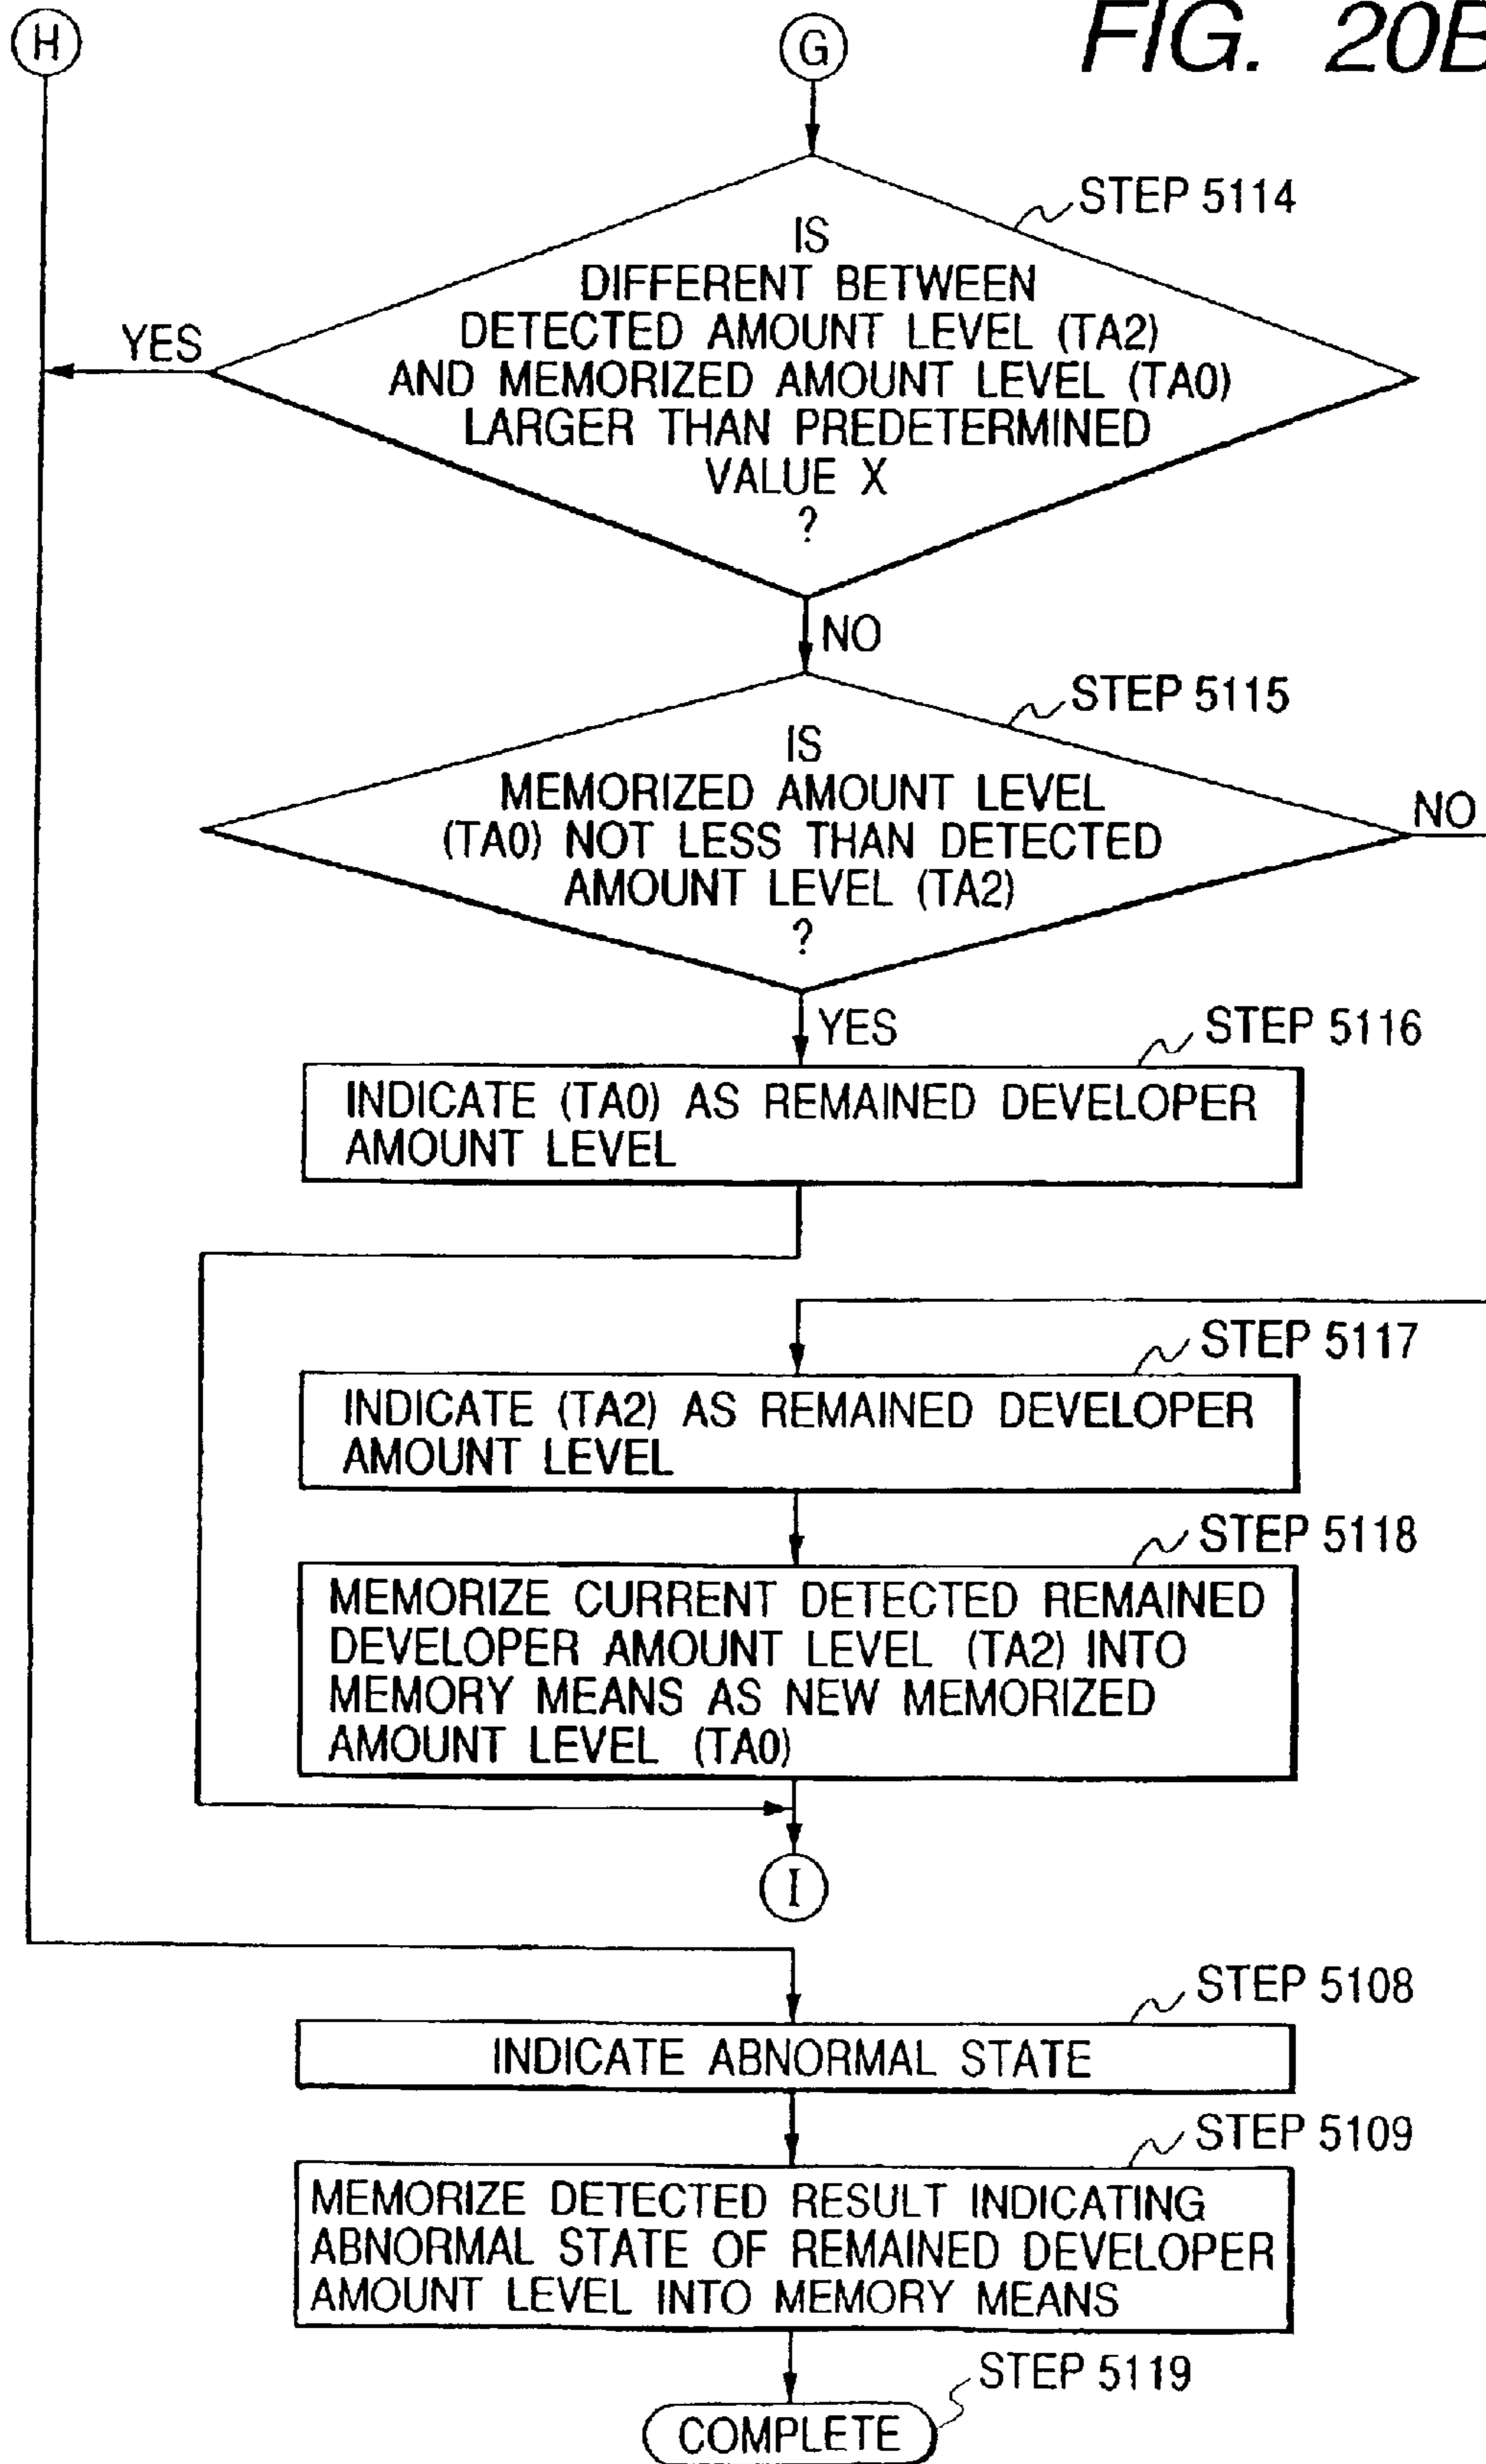 H
G
FIG. 20B
STEP 5114
IS
DIFFERENT BETWEEN
DETECTED AMOUNT LEVEL (TA2)
AND MEMORIZED AMOUNT LEVEL (TA0)
LARGER THAN PREDETERMINED
VALUE X
?
YES
NO
STEP 5115
IS
MEMORIZED AMOUNT LEVEL
(TA0) NOT LESS THAN DETECTED
AMOUNT LEVEL (TA2)
?
NO
YES
STEP 5116
INDICATE (TA0) AS REMAINED DEVELOPER
AMOUNT LEVEL
STEP 5117
INDICATE (TA2) AS REMAINED DEVELOPER
AMOUNT LEVEL
STEP 5118
MEMORIZE CURRENT DETECTED REMAINED
DEVELOPER AMOUNT LEVEL (TA2) INTO
MEMORY MEANS AS NEW MEMORIZED
AMOUNT LEVEL (TA0)
I
STEP 5108
INDICATE ABNORMAL STATE
STEP 5109
MEMORIZE DETECTED RESULT INDICATING
ABNORMAL STATE OF REMAINED DEVELOPER
AMOUNT LEVEL INTO MEMORY MEANS
STEP 5119
COMPLETE